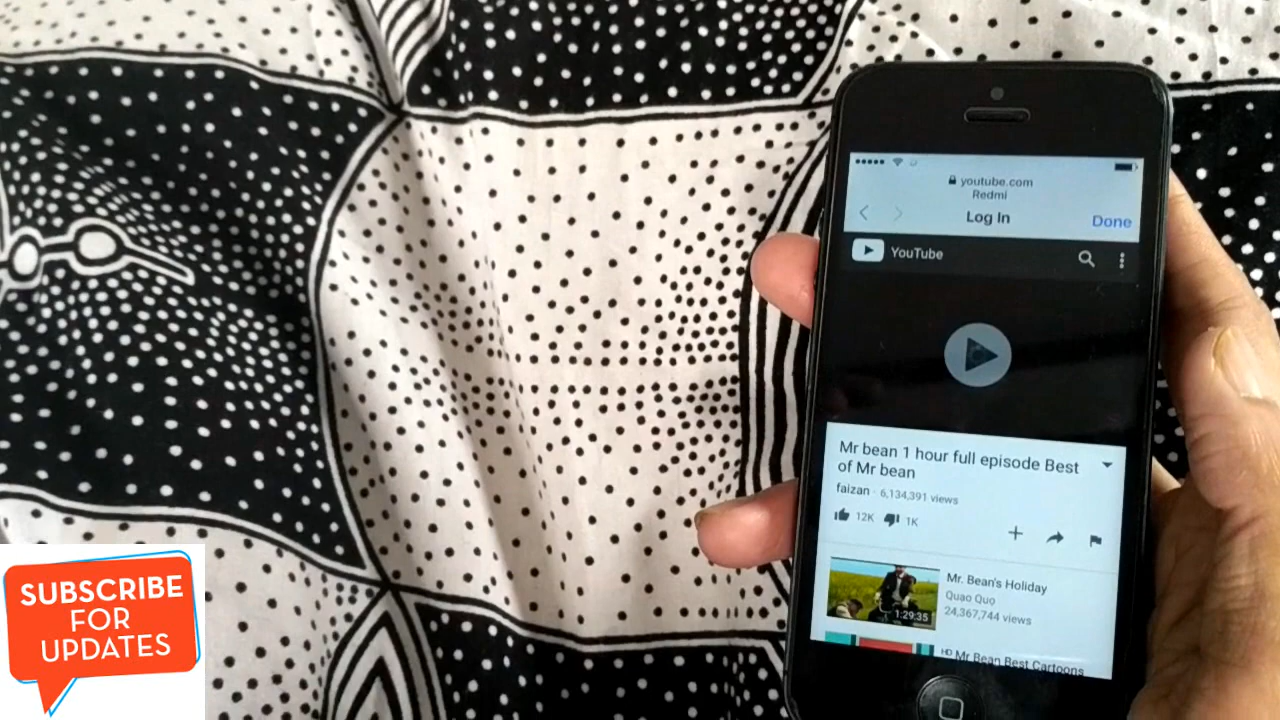 youtube.com
Redmi
Log In
Done
YouTube
Mr bean 1 hour full episode Best
of Mr bean
faizan · 6,134,391 views
12K
1K
Mr. Bean's Holiday
Quao Quo
24,367,744 views
1:29:35
HD Mr Bean Best Cartoons
SUBSCRIBE
FOR
UPDATES